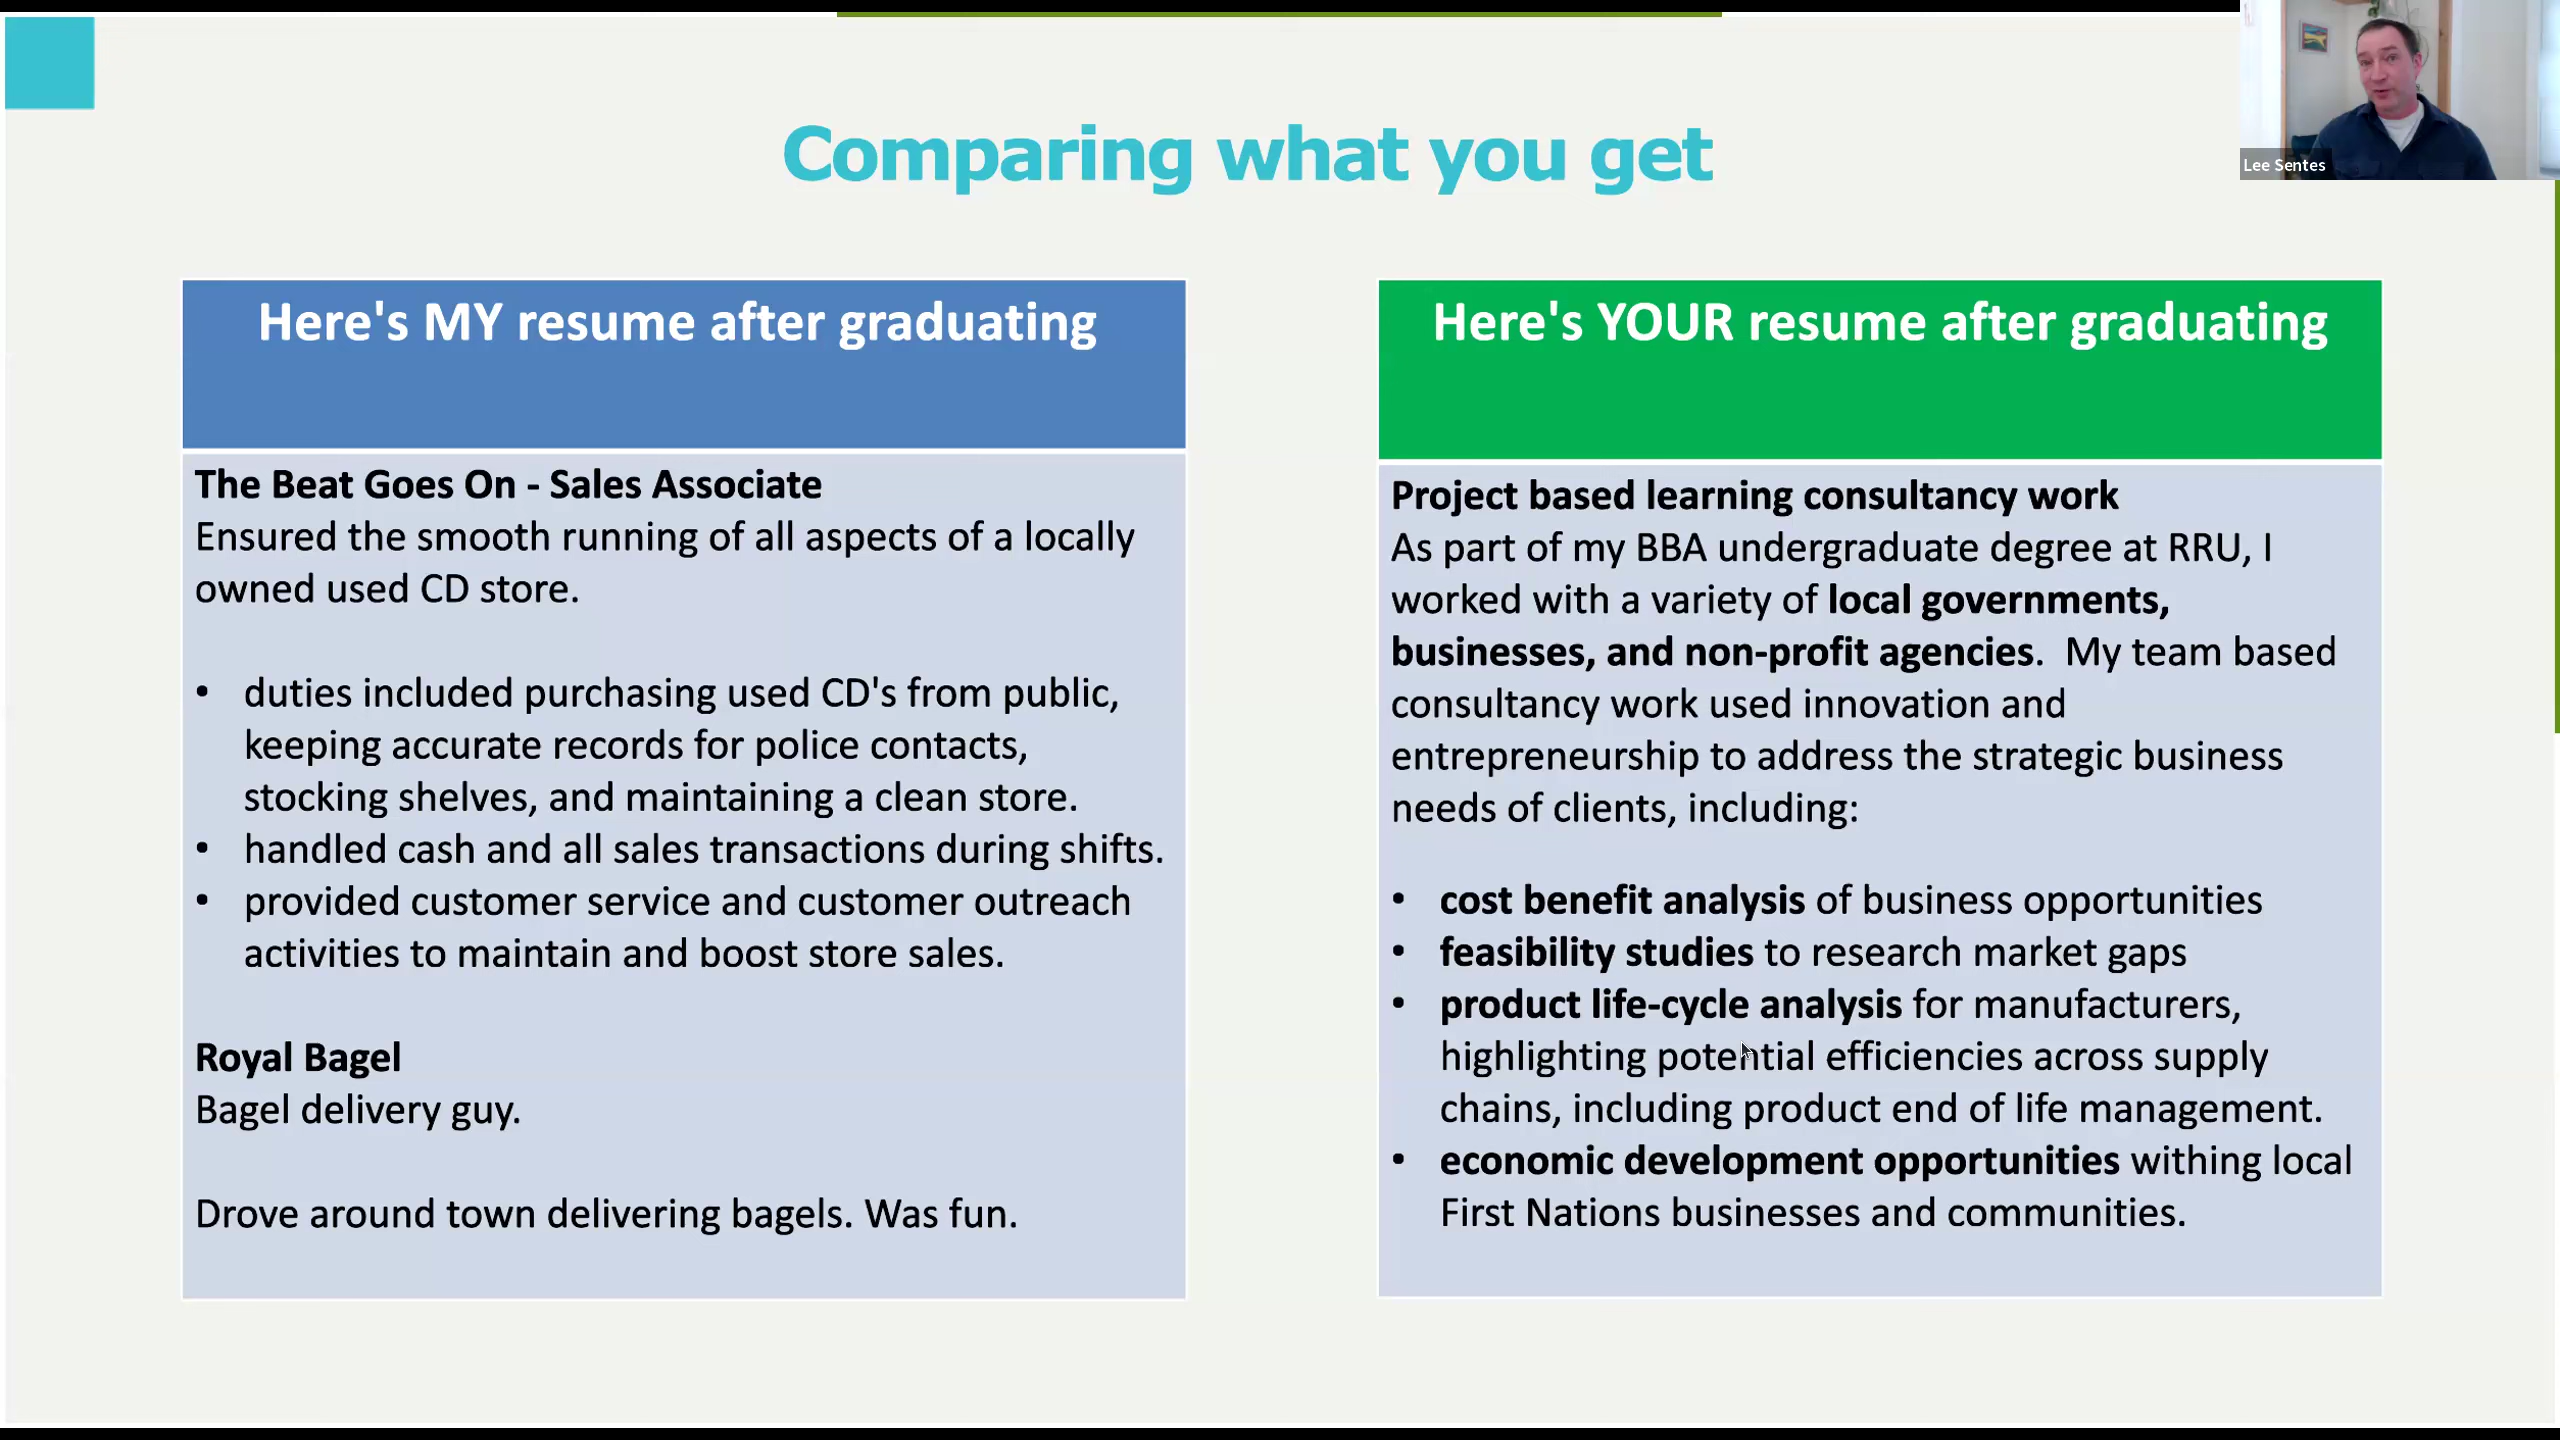 Comparing what you get
Lee Sentes
Here's MY resume after graduating
The Beat Goes On - Sales Associate
Ensured the smooth running of all aspects of a locally
owned used CD store.
• duties included purchasing used CD's from public,
keeping accurate records for police contacts,
stocking shelves, and maintaining a clean store.
• handled cash and all sales transactions during shifts.
• provided customer service and customer outreach
activities to maintain and boost store sales.
Royal Bagel
Bagel delivery guy.
Drove around town delivering bagels. Was fun.
Here's YOUR resume after graduating
Project based learning consultancy work
As part of my BBA undergraduate degree at RRU, I
worked with a variety of local governments,
businesses, and non-profit agencies.  My team based
consultancy work used innovation and
entrepreneurship to address the strategic business
needs of clients, including:
• cost benefit analysis of business opportunities
• feasibility studies to research market gaps
• product life-cycle analysis for manufacturers,
highlighting potential efficiencies across supply
chains, including product end of life management.
• economic development opportunities withing local
First Nations businesses and communities.